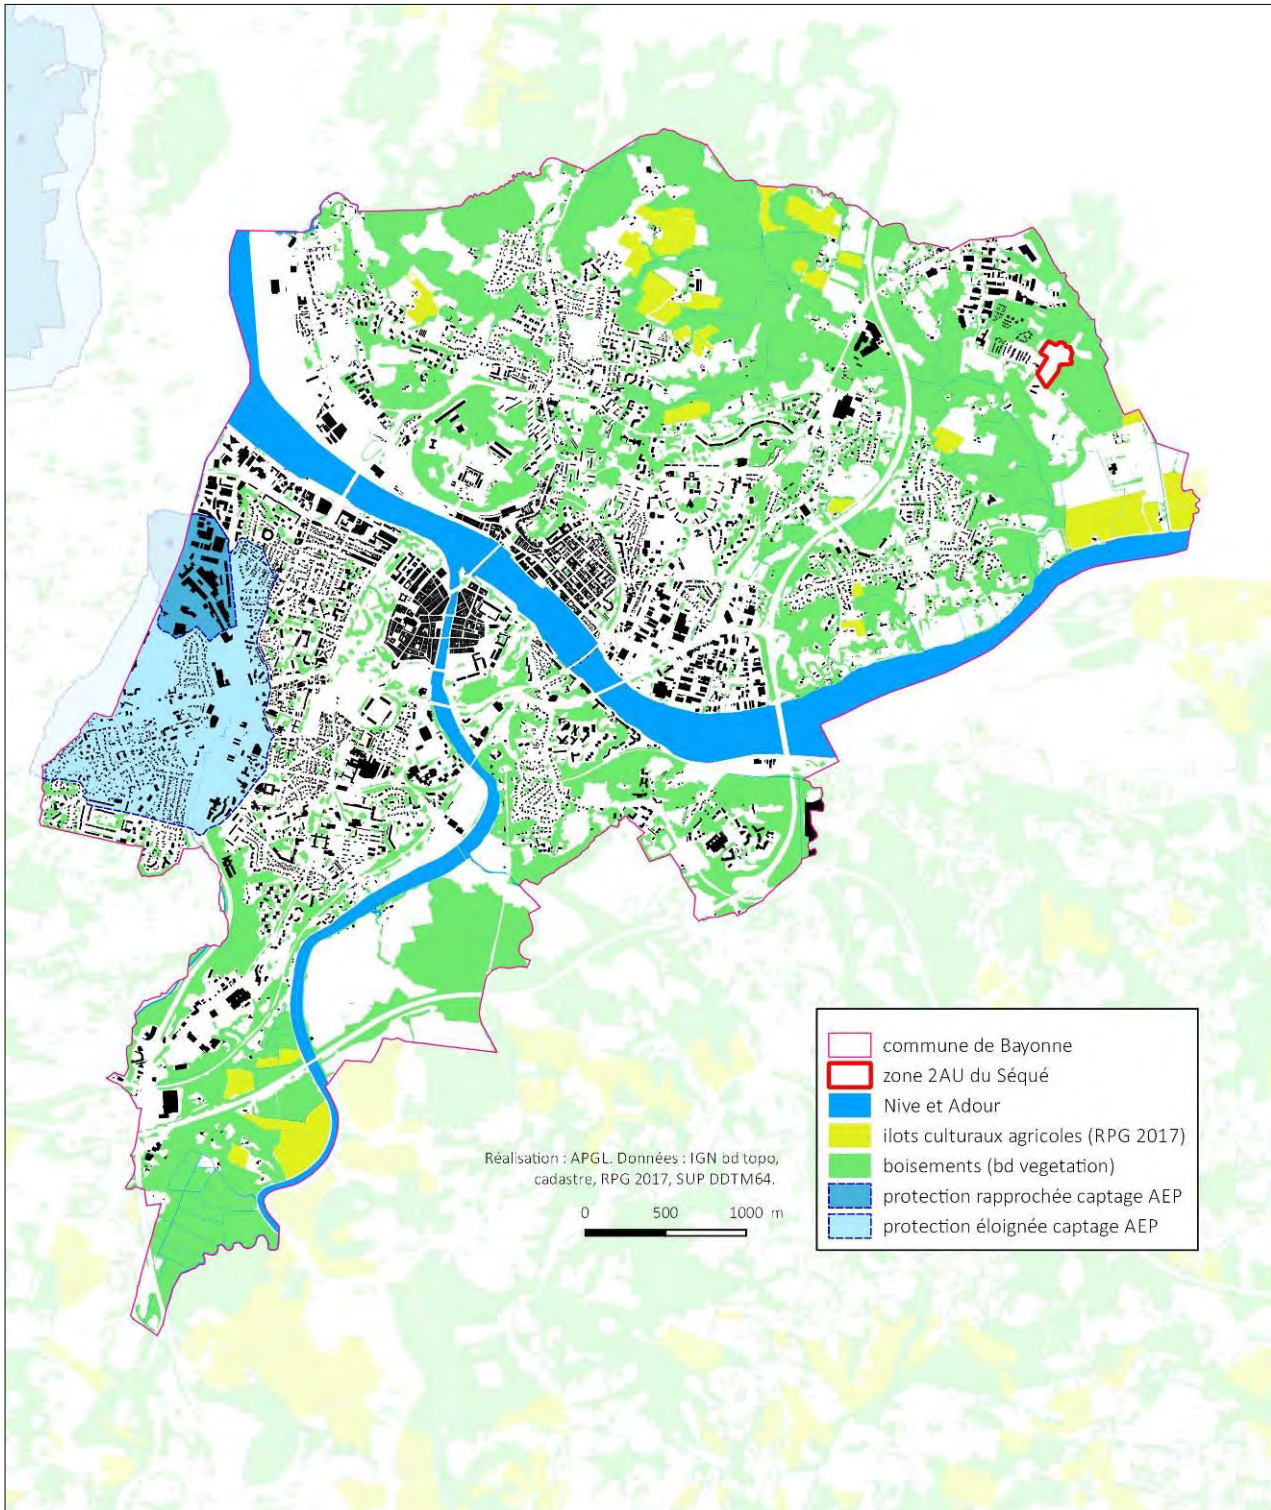 commune de Bayonne
zone 2AU du Séqué
Nive et Adour
ilots culturaux agricoles (RPG 2017)
boisements (bd vegetation)
protection rapprochée captage AEP
protection éloignée captage AEP
Réalisation : APGL. Données : IGN bd topo,
cadastre, RPG 2017, SUP DDTM64.
0 500 1000 m